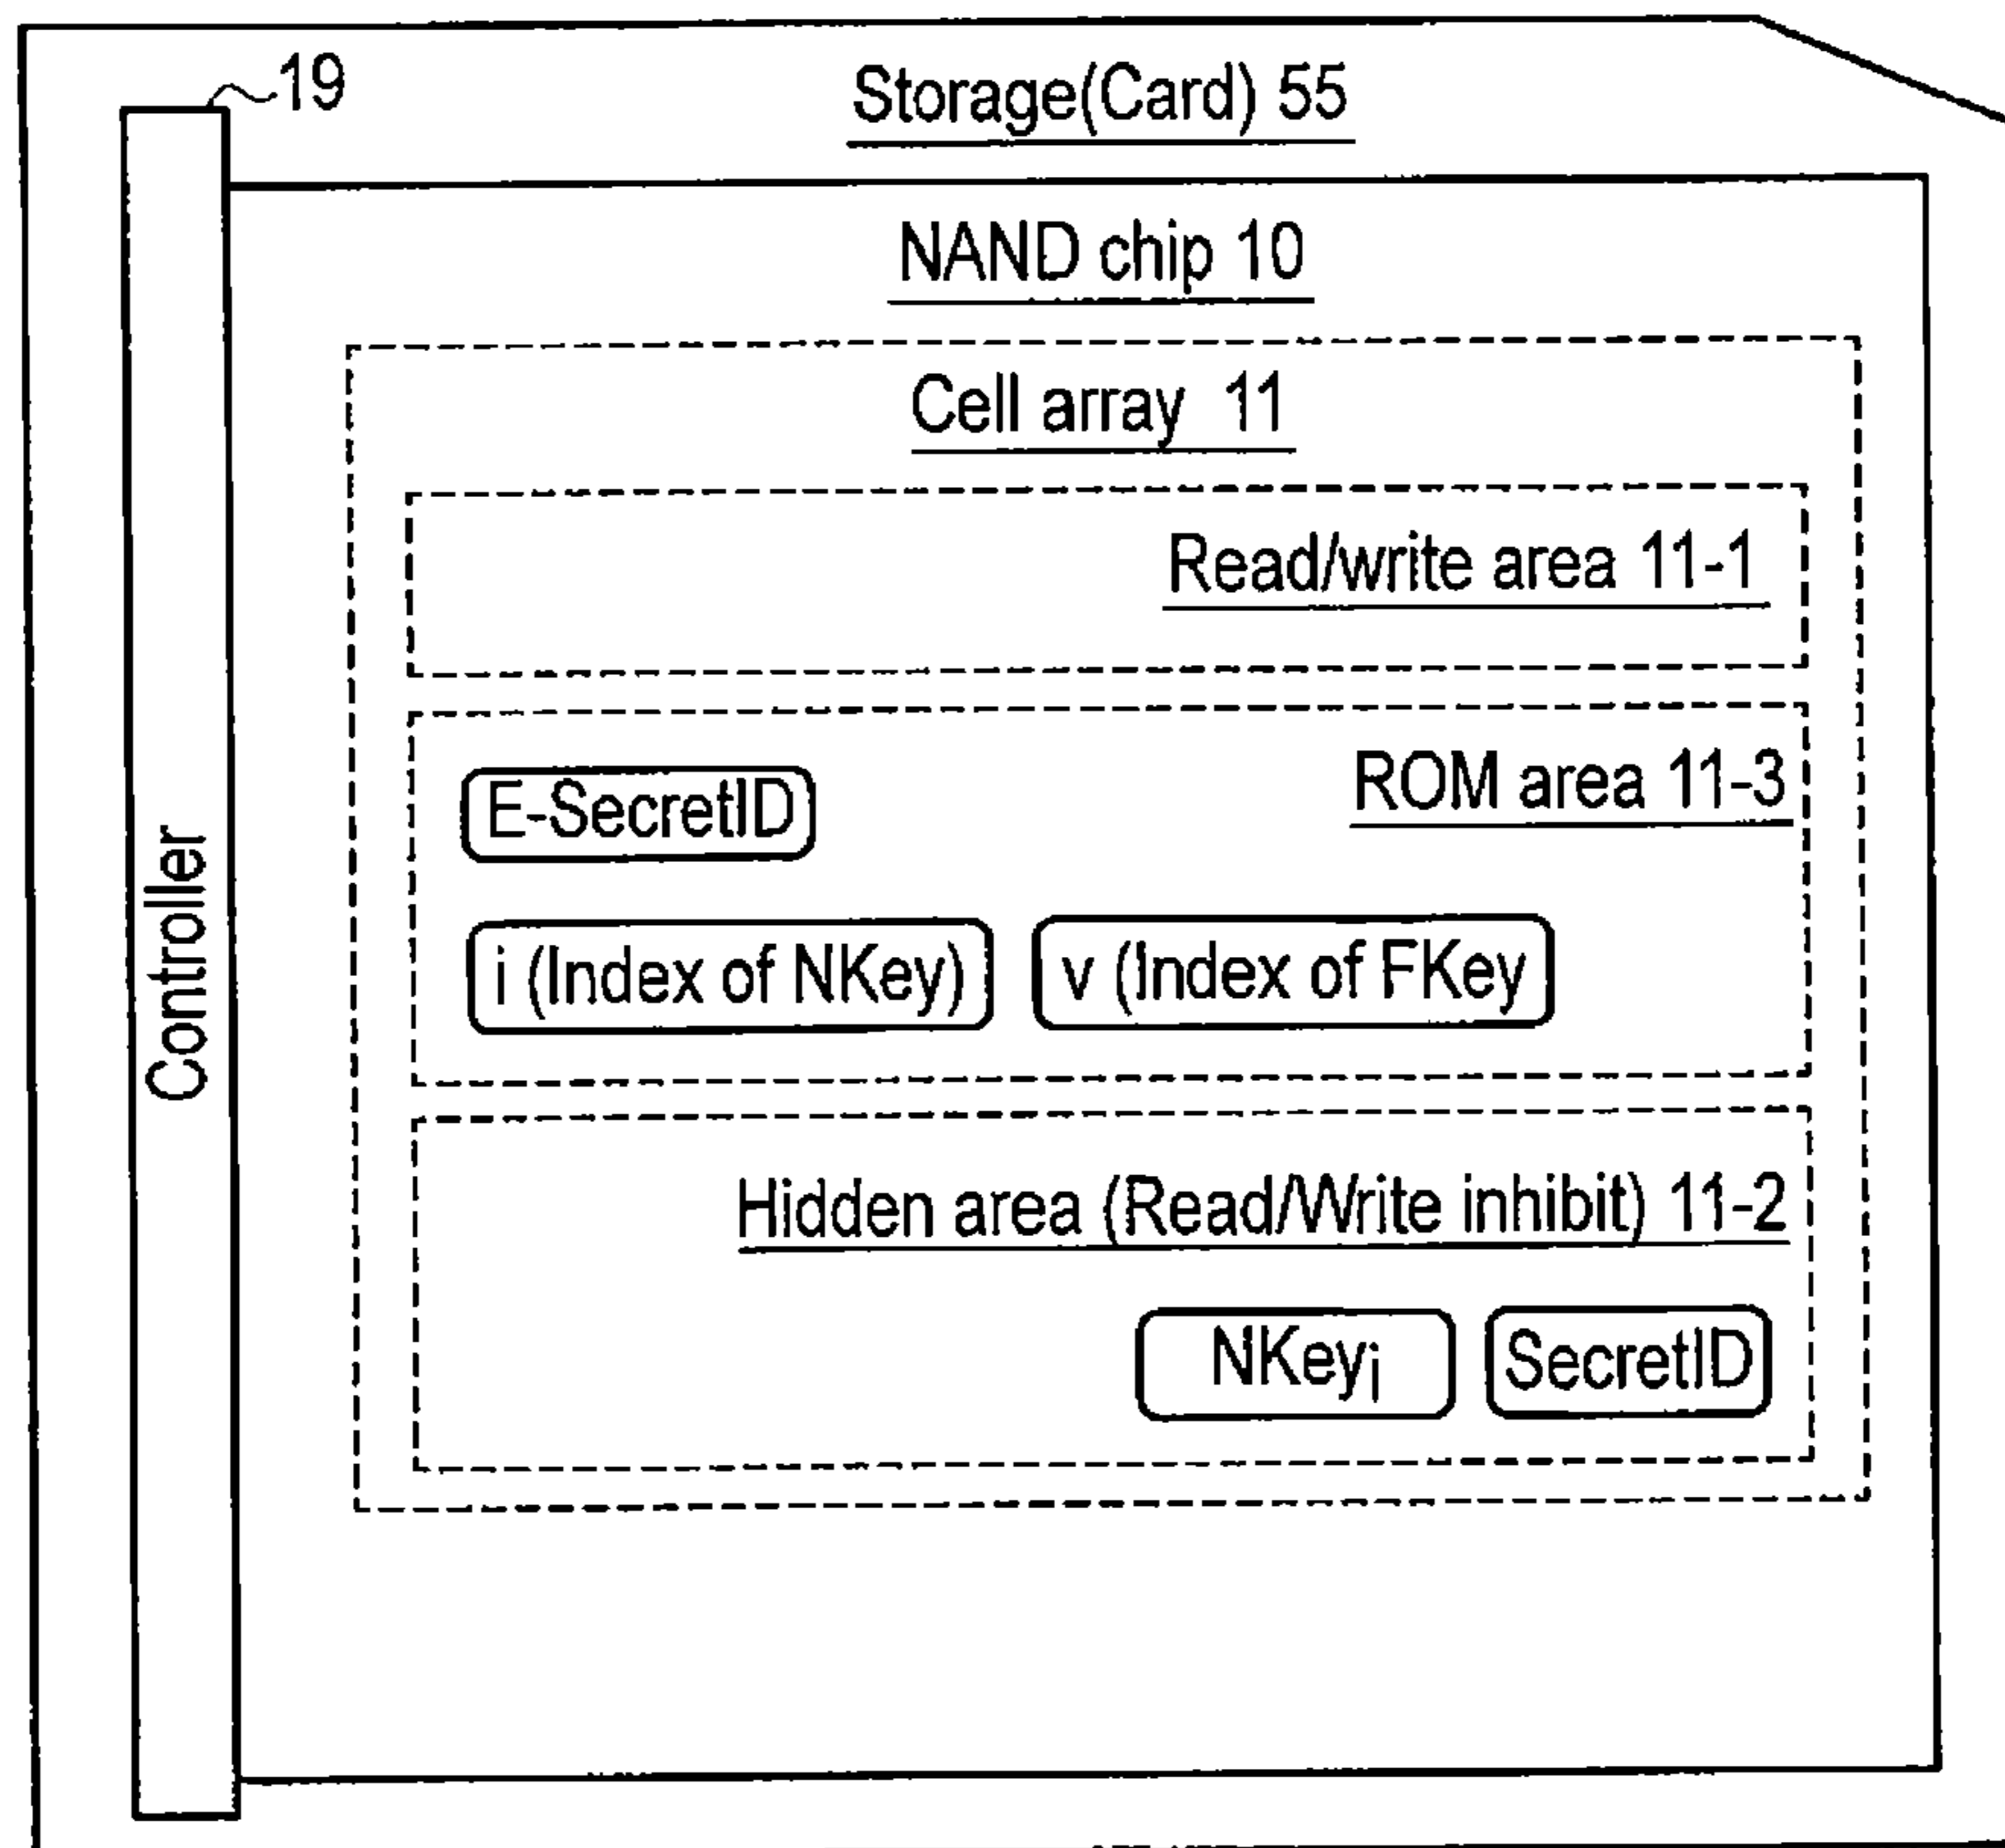 19
Storage(Card) 55
NAND chip 10
Cell array 11
Read/write area 11-1
ROM area 11-3
E-SecretID
i (Index of NKey) v (Index of FKey
Hidden area (Read/Write inhibit) 11-2
NKeyi SecretID
Controller